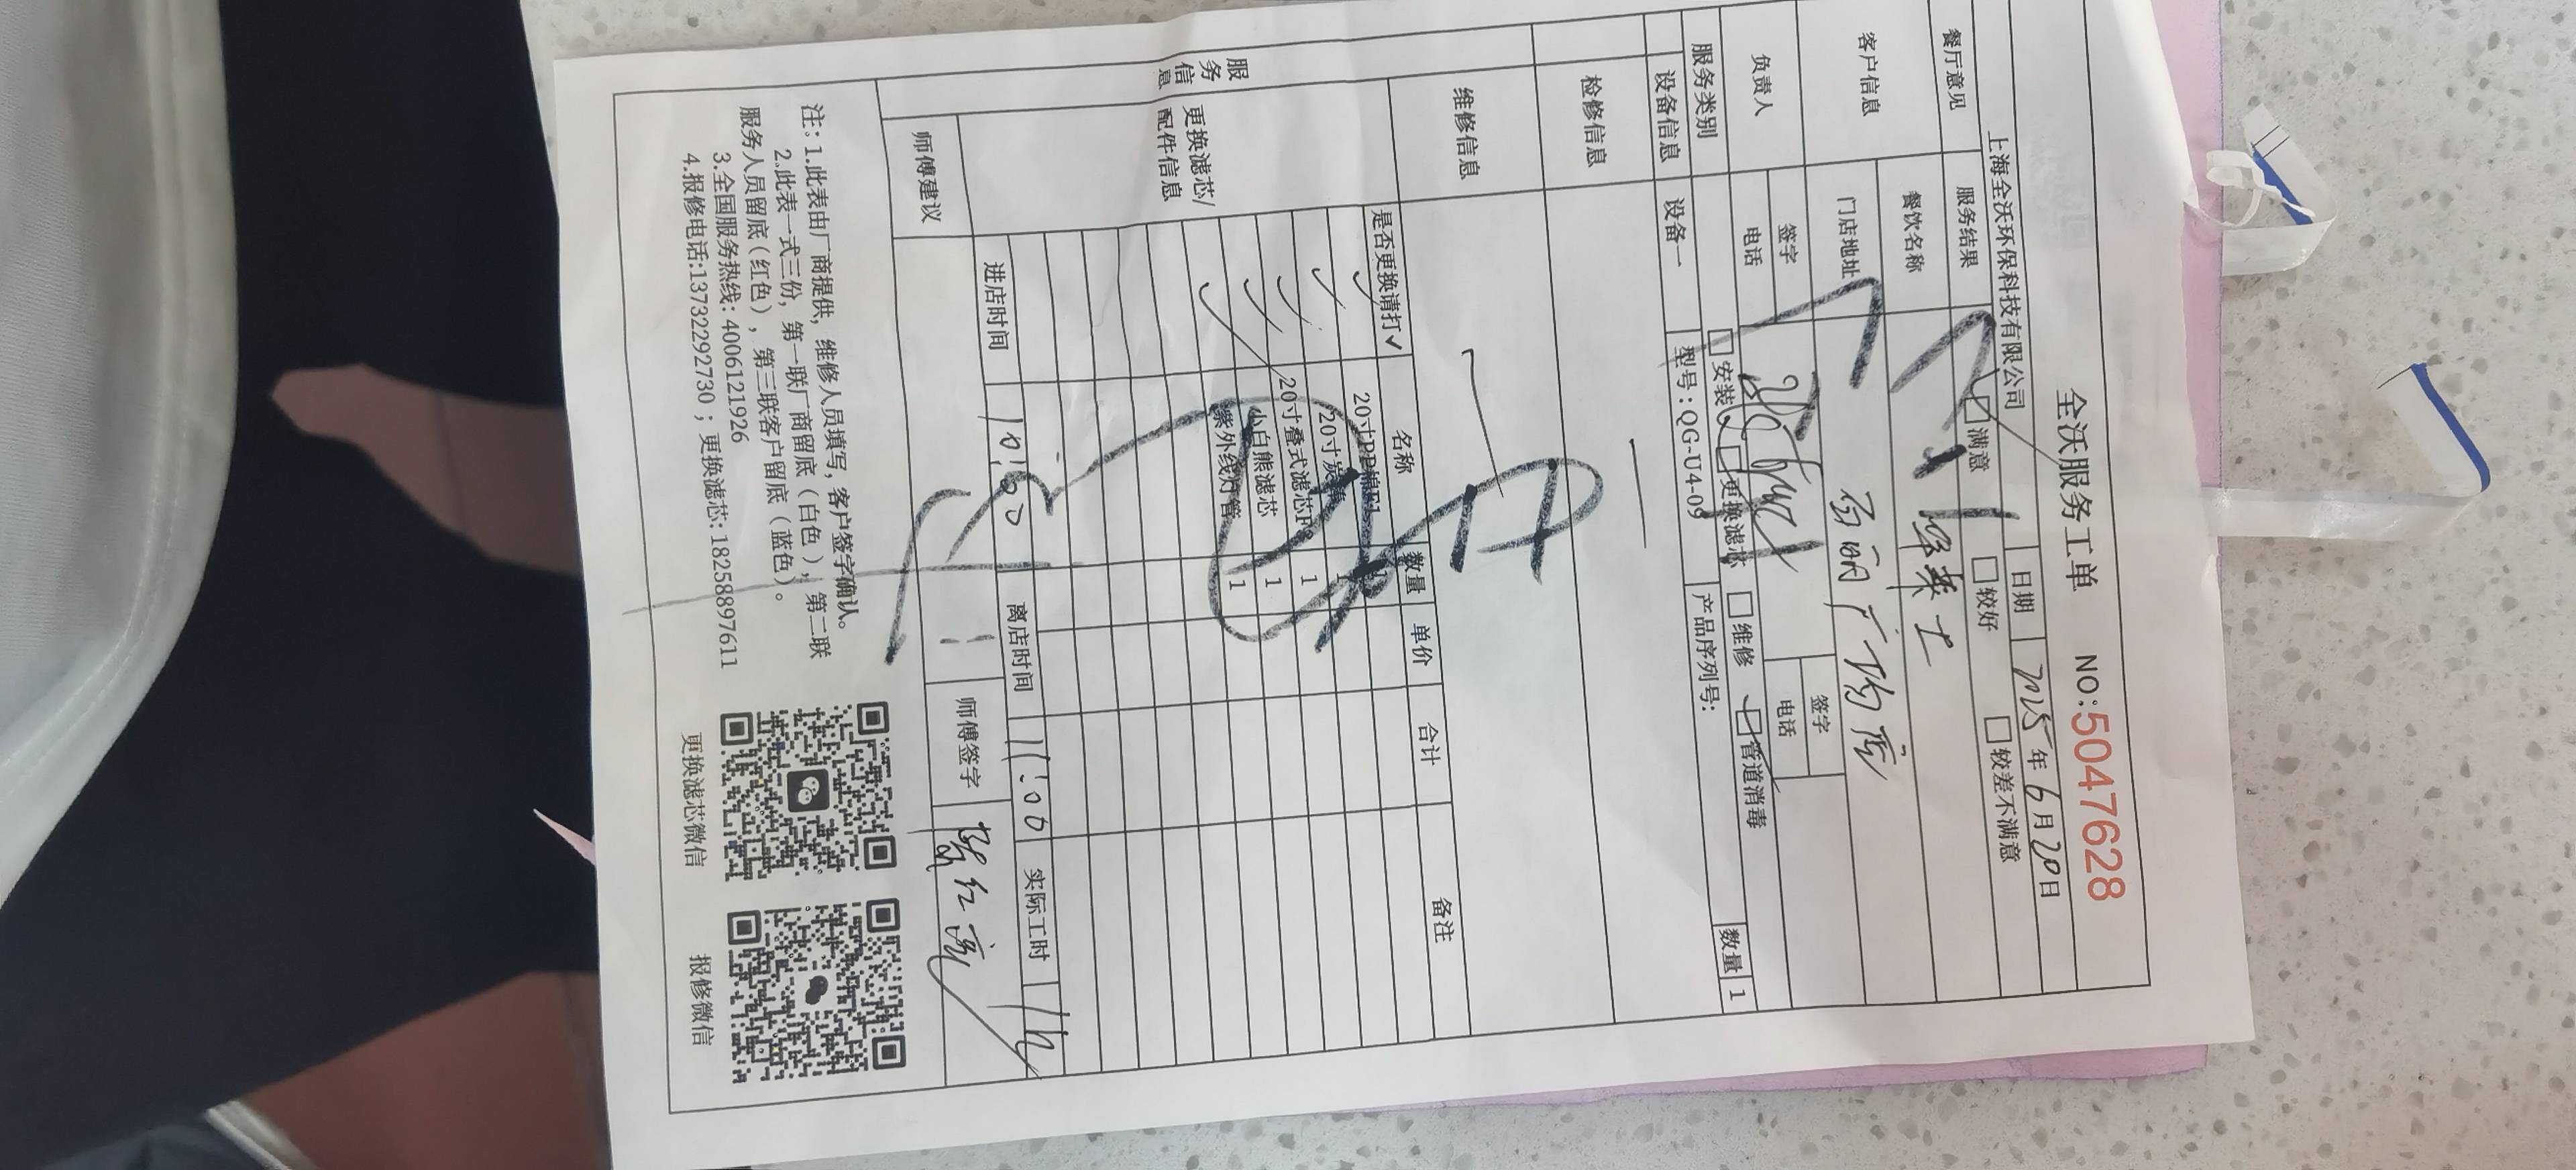 全沃服务工单 NO:5047628
上海全沃环保科技有限公司 日期 2025年6月20日
餐厅意见 服务结果 满意 较好 较差不满意
客户信息 餐饮名称 华莱士
门店地址
负责人 签字 签字
电话 电话
服务类别 安装 更换滤芯 维修 管道消毒
设备信息 设备一 型号:QG-U4-09 产品序列号: 数量 1
检修信息
维修信息
服务信息
更换滤芯/配件信息
是否更换请打✓ 名称 数量 单价 合计 备注
✓ 20寸PP棉
✓ 20寸炭
✓ 20寸叠式滤芯 1
✓ 小白熊滤芯 1
✓ 紫外线灯管 1
进店时间 10:00 离店时间 11:00 实际工时 1h
师傅建议 师傅签字
注: 1.此表由厂商提供, 维修人员填写, 客户签字确认。
2.此表一式三份, 第一联厂商留底(白色), 第二联
服务人员留底(红色), 第三联客户留底(蓝色)。
3.全国服务热线: 4006121926
4.报修电话:13732292730; 更换滤芯: 18258897611
更换滤芯微信 报修微信